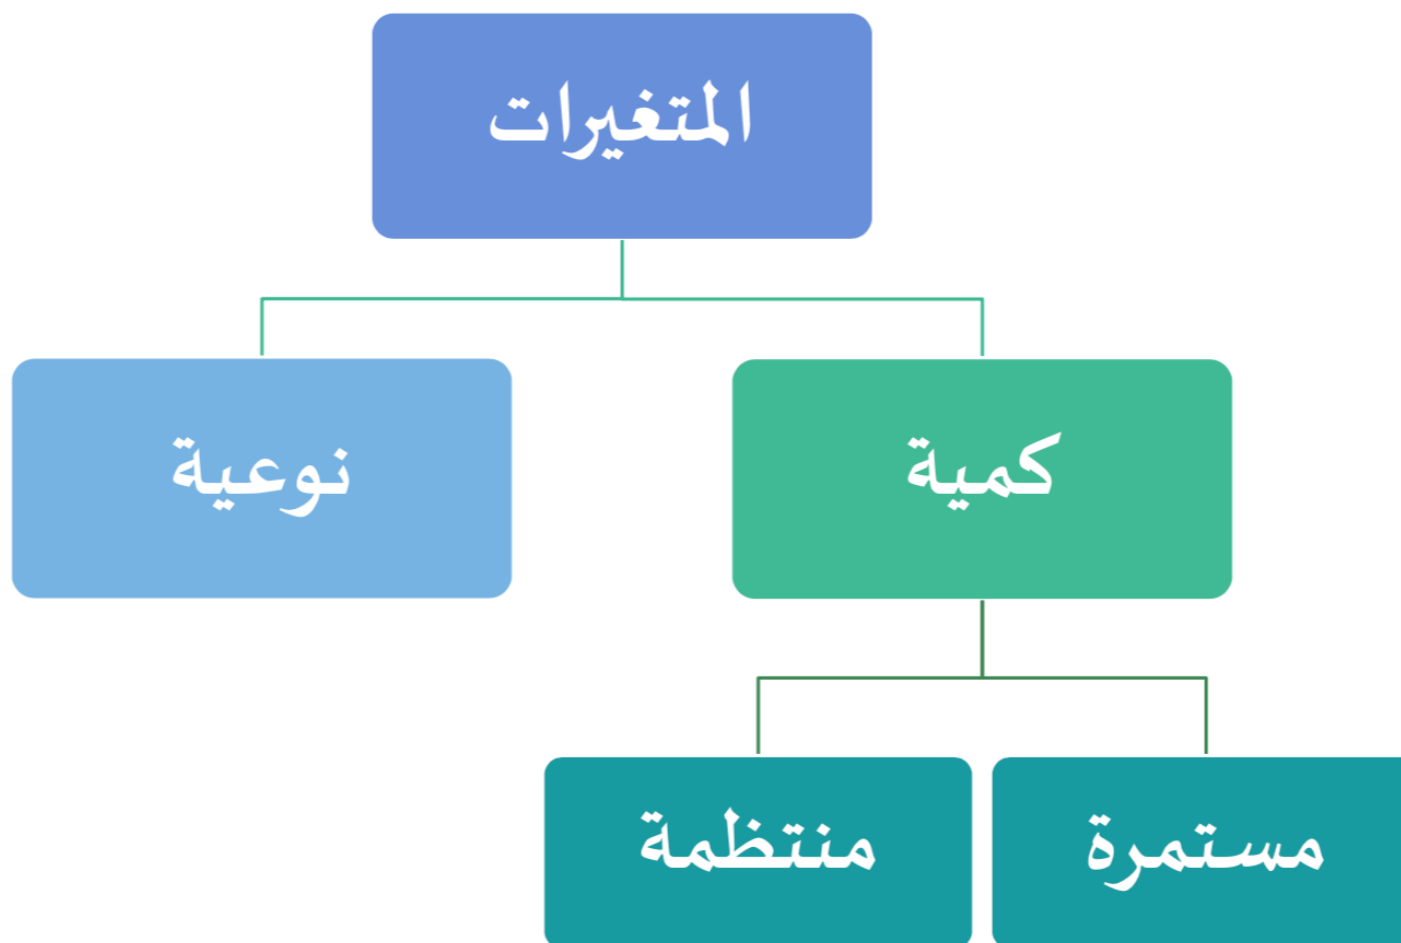 المتغيرات
كمية
نوعية
مستمرة
منتظمة